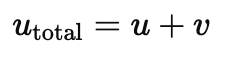 u_total = u + v